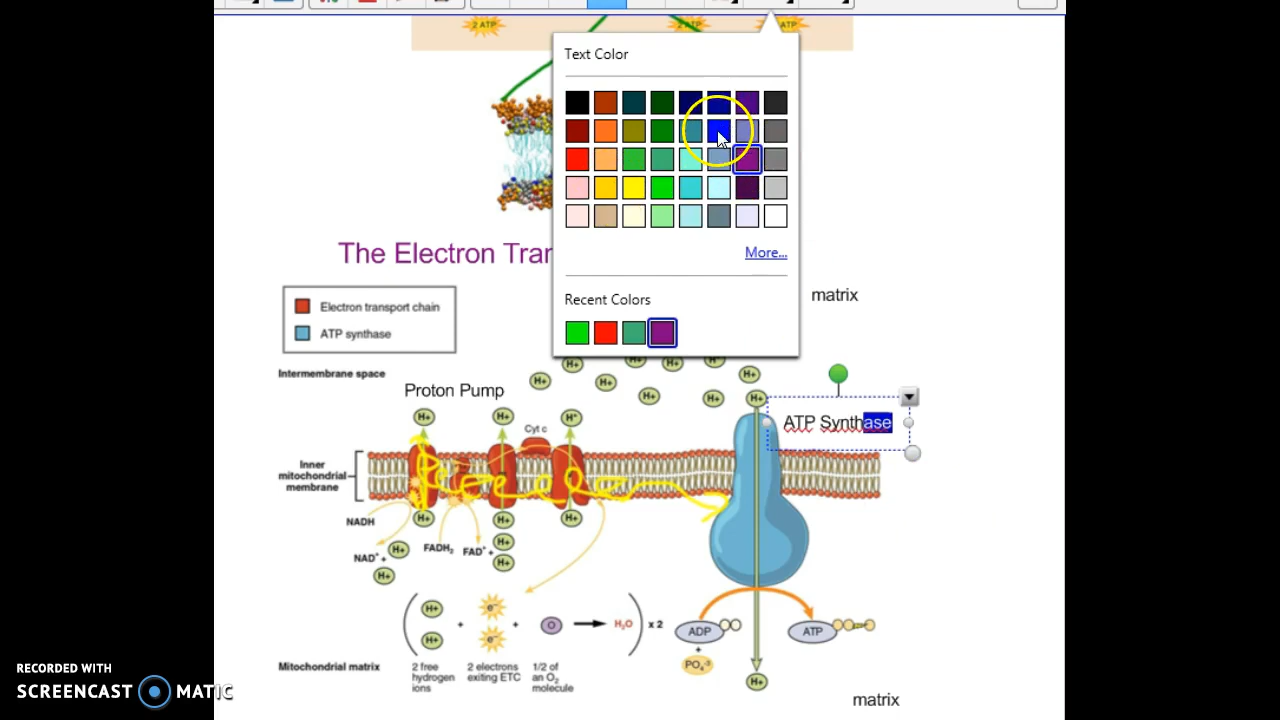 2 ATP
2 ATP
ATP
Text Color
More...
Recent Colors
The Electron Tran
matrix
Electron transport chain
ATP synthase
Intermembrane space
Proton Pump
H+ H+ H+ H+ H+ H+ H+
H+ H+ H+ H+ H+
ATP Synthase
H+ H+ H+
Cyt c
Inner
mitochondrial
membrane
NADH
H+ H+ H+
NAD+ + H+
H+
FADH2 FAD+ + H+
H+
H+
H+
H+
+ e- + O → H2O x 2
e-
ADP
ATP
+
PO4-3
Mitochondrial matrix
2 free
hydrogen
ions
2 electrons
exiting ETC
1/2 of
an O2
molecule
H+
matrix
RECORDED WITH
SCREENCAST MATIC